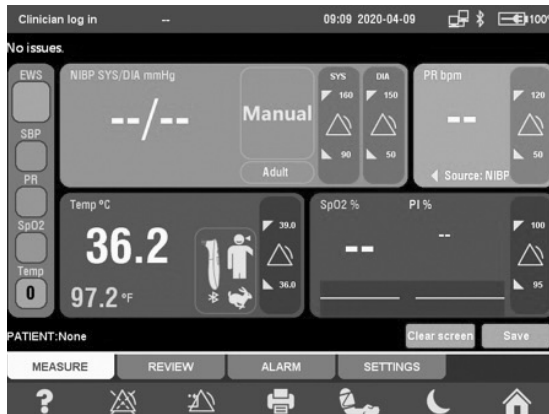 Clinician log in -- 09:09 2020-04-09 100%
No issues.
EWS
SBP
PR
SpO2
Temp
0
NIBP SYS/DIA mmHg
--/--
Manual
Adult
SYS
160
90
DIA
150
50
PR bpm
--
Source: NIBP
120
50
Temp °C
36.2
97.2 °F
39.0
36.0
SpO2 %
--
PI %
--
100
95
PATIENT:None
Clear screen
Save
MEASURE REVIEW ALARM SETTINGS
?